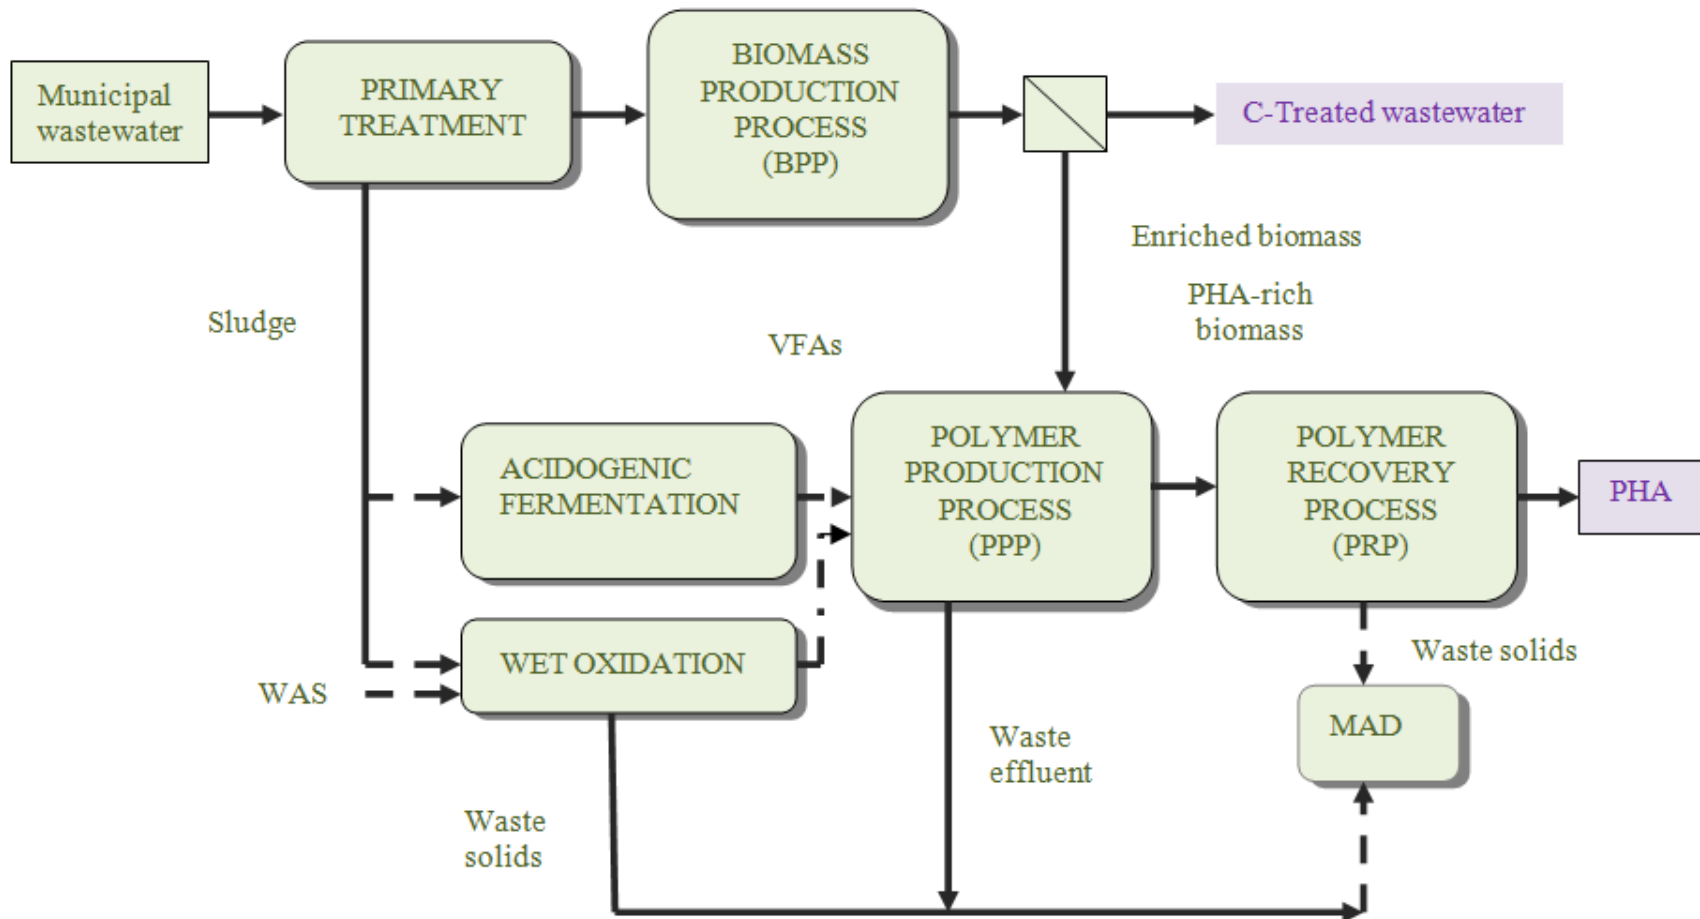 Municipal
wastewater
PRIMARY
TREATMENT
BIOMASS
PRODUCTION
PROCESS
(BPP)
C-Treated wastewater
Enriched biomass
PHA-rich
biomass
Sludge
VFAs
ACIDOGENIC
FERMENTATION
POLYMER
PRODUCTION
PROCESS
(PPP)
POLYMER
RECOVERY
PROCESS
(PRP)
PHA
WET OXIDATION
WAS
Waste solids
MAD
Waste
effluent
Waste
solids